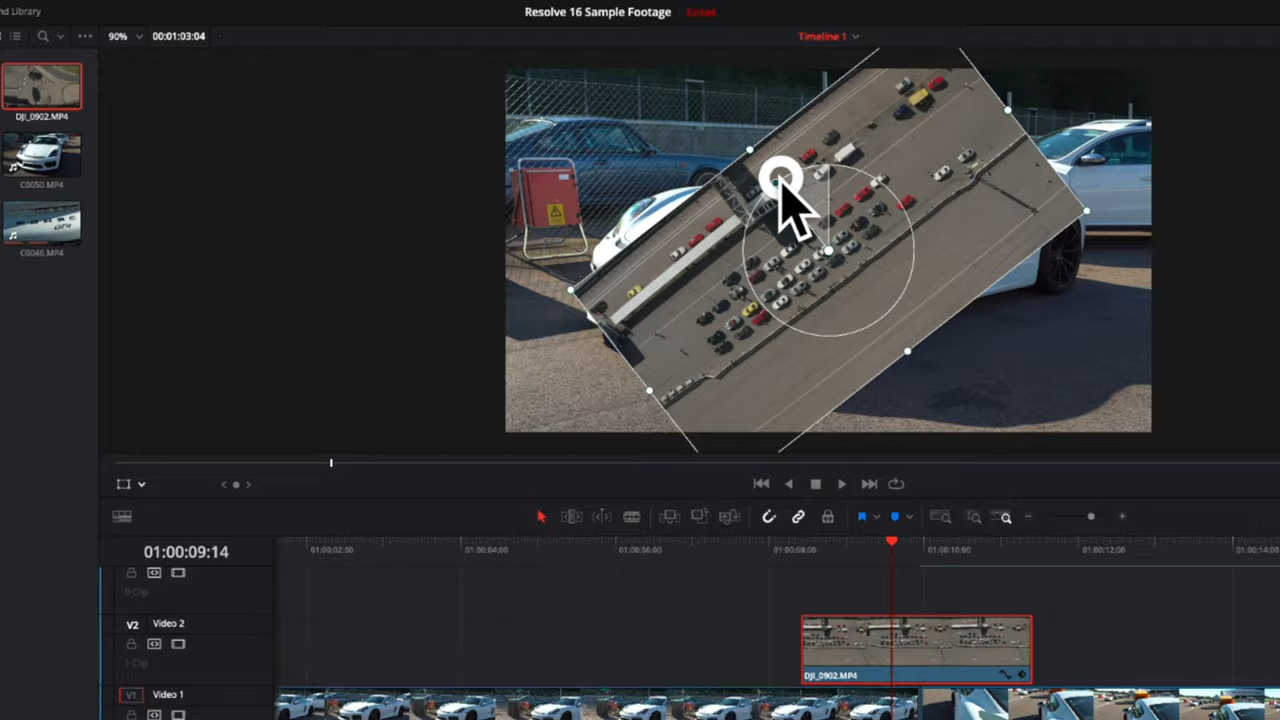 nd Library
Resolve 16 Sample Footage
Edited
90%
00:01:03:04
Timeline 1
DJI_0902.MP4
C0050.MP4
C0046.MP4
01:00:09:14
01:00:02:00
01:00:04:00
01:00:06:00
01:00:08:00
01:00:10:00
01:00:12:00
01:00:14:00
0 Clip
V2
Video 2
1 Clip
DJI_0902.MP4
V1
Video 1